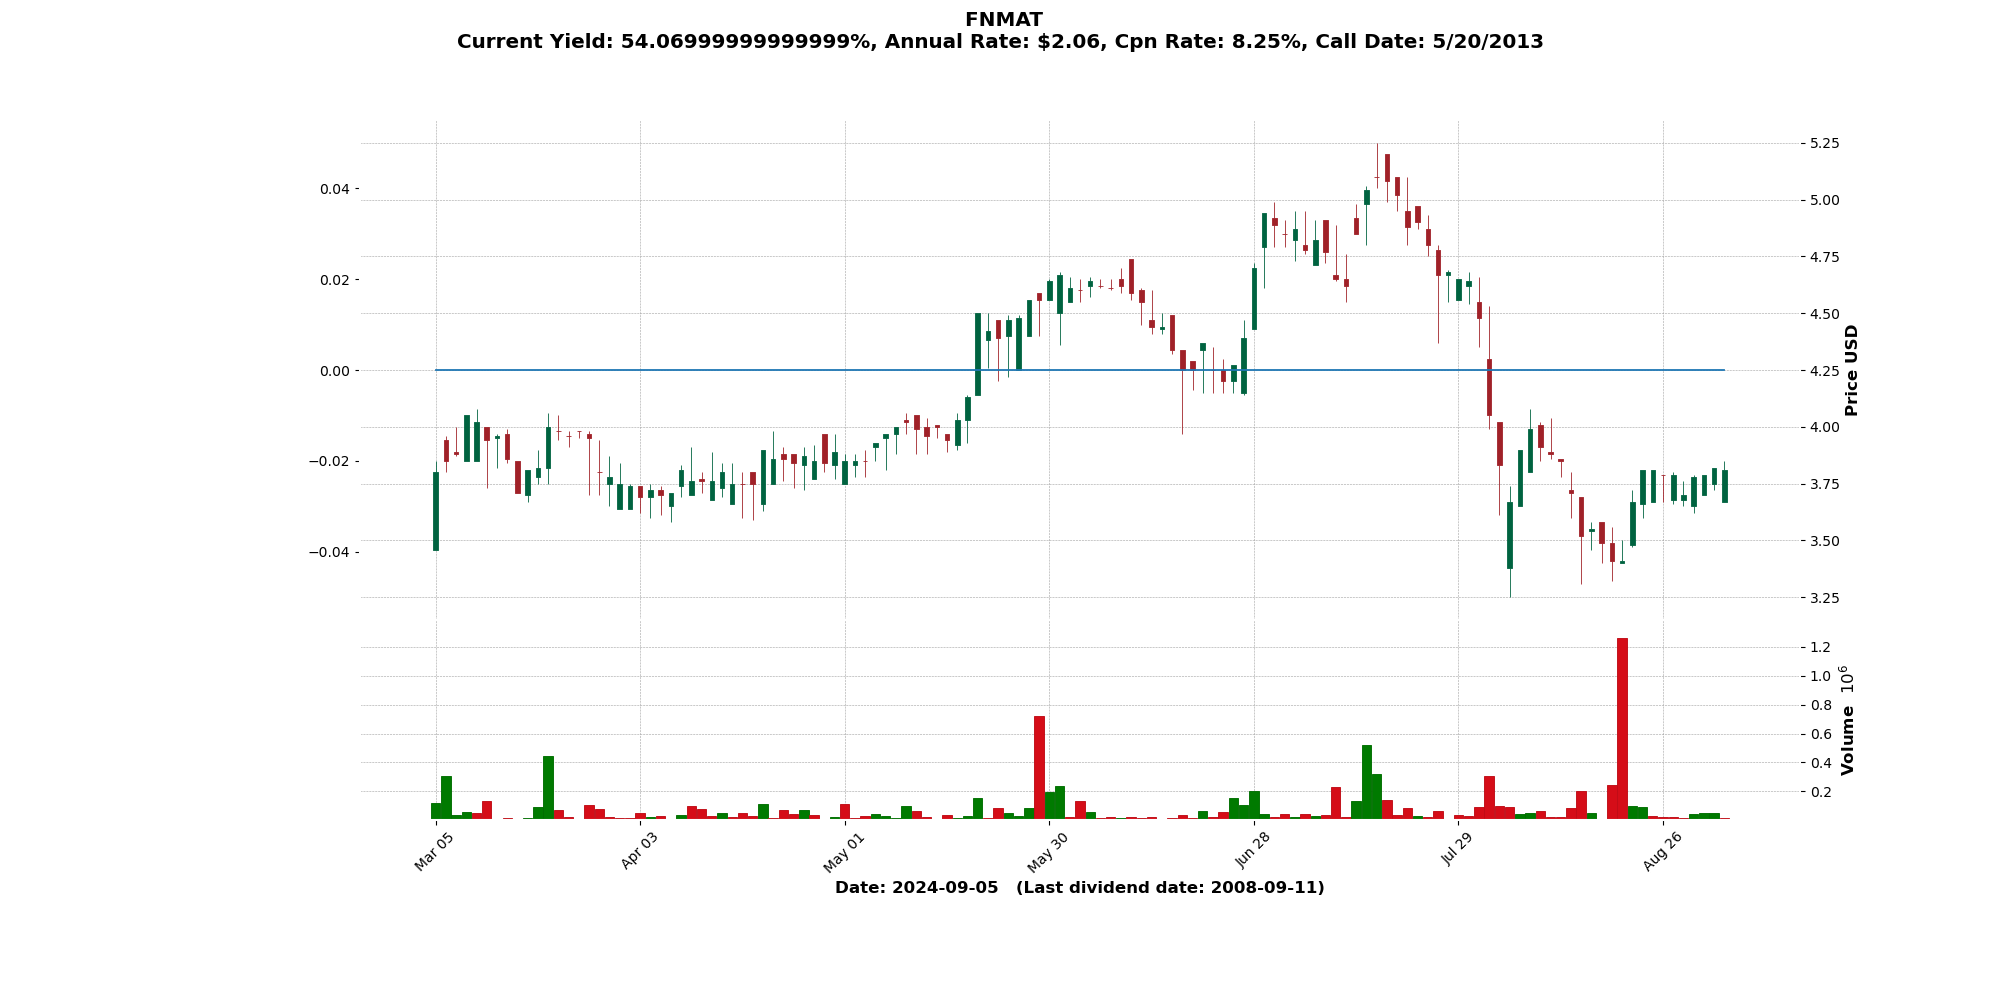 FNMAT
Current Yield: 54.06999999999999%, Annual Rate: $2.06, Cpn Rate: 8.25%, Call Date: 5/20/2013
0.04
0.02
0.00
−0.02
−0.04
5.25
5.00
4.75
4.50
4.25
4.00
3.75
3.50
3.25
Price USD
1.2
1.0
0.8
0.6
0.4
0.2
Volume 10^6
Mar 05
Apr 03
May 01
May 30
Jun 28
Jul 29
Aug 26
Date: 2024-09-05 (Last dividend date: 2008-09-11)